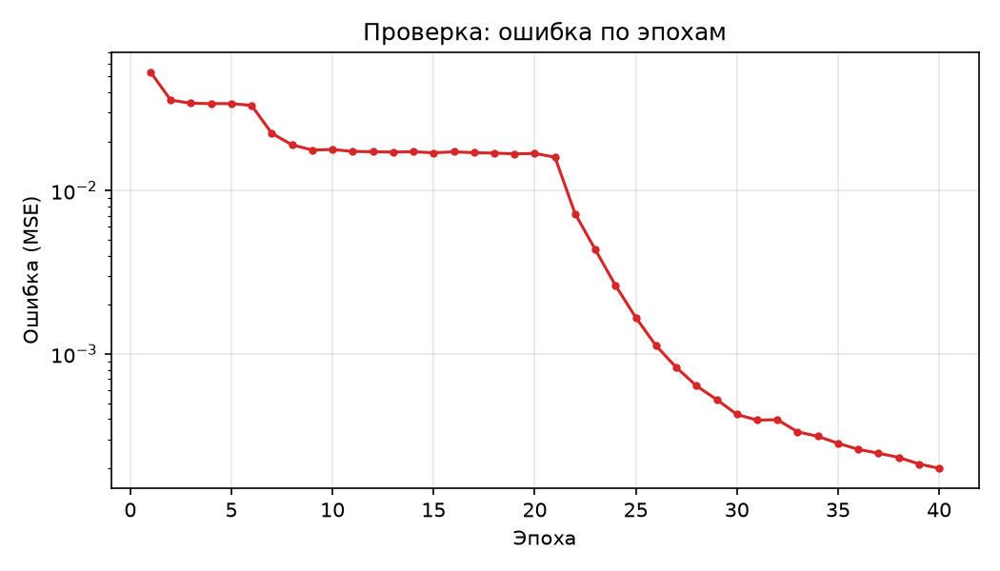 Проверка: ошибка по эпохам
Ошибка (MSE)
10⁻²
10⁻³
0 5 10 15 20 25 30 35 40
Эпоха